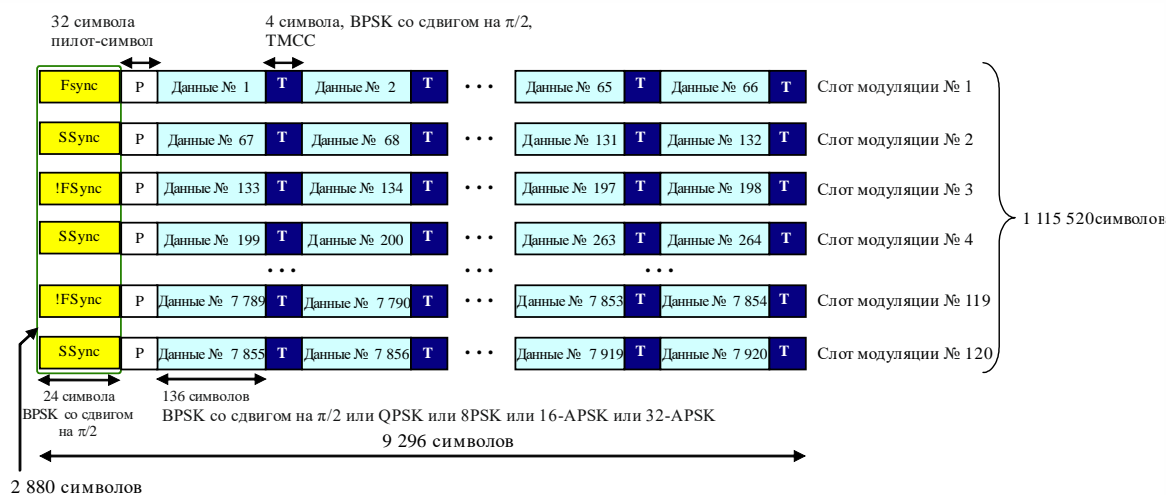 32 символа
пилот-символ
4 символа, BPSK со сдвигом на π/2,
TMCC
Fsync P Данные № 1 T Данные № 2 T ... Данные № 65 T Данные № 66 T Слот модуляции № 1
SSync P Данные № 67 T Данные № 68 T ... Данные № 131 T Данные № 132 T Слот модуляции № 2
!FSync P Данные № 133 T Данные № 134 T ... Данные № 197 T Данные № 198 T Слот модуляции № 3
1 115 520символов
SSync P Данные № 199 T Данные № 200 T ... Данные № 263 T Данные № 264 T Слот модуляции № 4
... ... ...
!FSync P Данные № 7 789 T Данные № 7 790 T ... Данные № 7 853 T Данные № 7 854 T Слот модуляции № 119
SSync P Данные № 7 855 T Данные № 7 856 T ... Данные № 7 919 T Данные № 7 920 T Слот модуляции № 120
24 символа
BPSK со сдвигом
на π/2
136 символов
BPSK со сдвигом на π/2 или QPSK или 8PSK или 16-APSK или 32-APSK
9 296 символов
2 880 символов